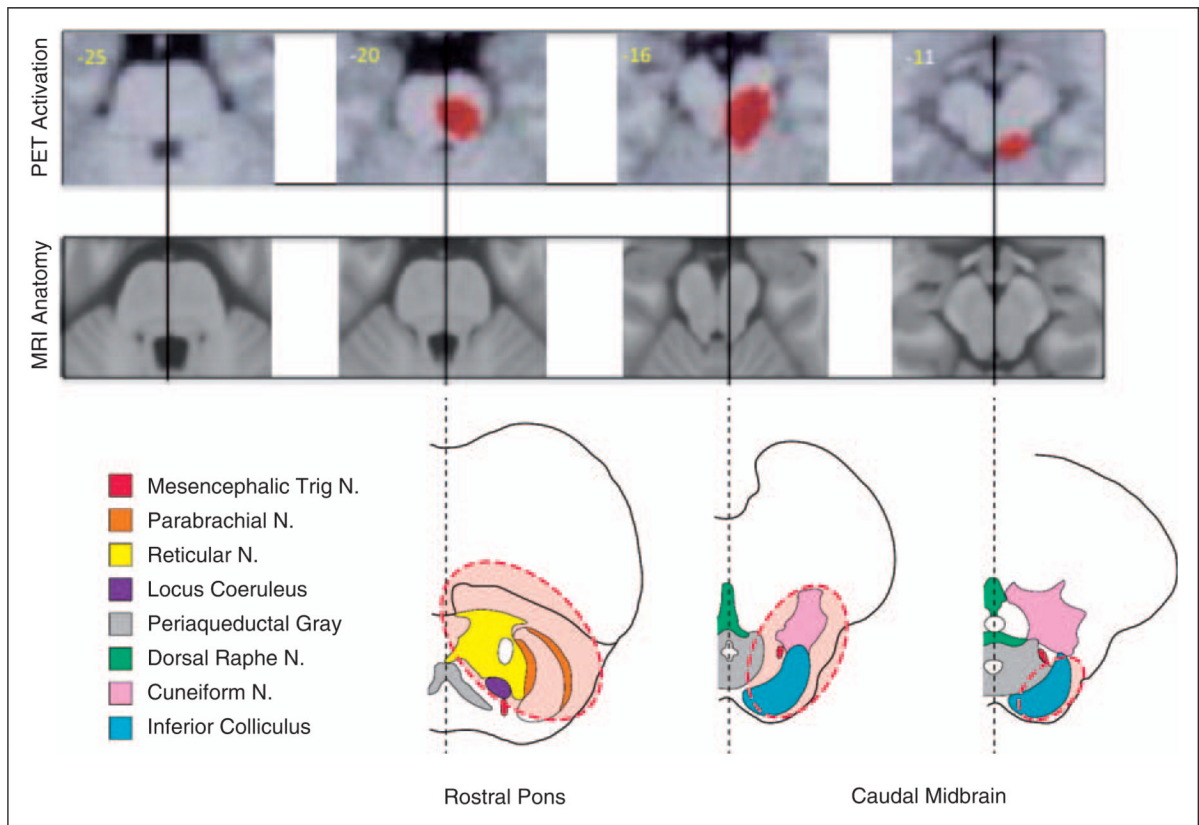 PET Activation
-25
-20
-16
-11
MRI Anatomy
Mesencephalic Trig N.
Parabrachial N.
Reticular N.
Locus Coeruleus
Periaqueductal Gray
Dorsal Raphe N.
Cuneiform N.
Inferior Colliculus
Rostral Pons
Caudal Midbrain